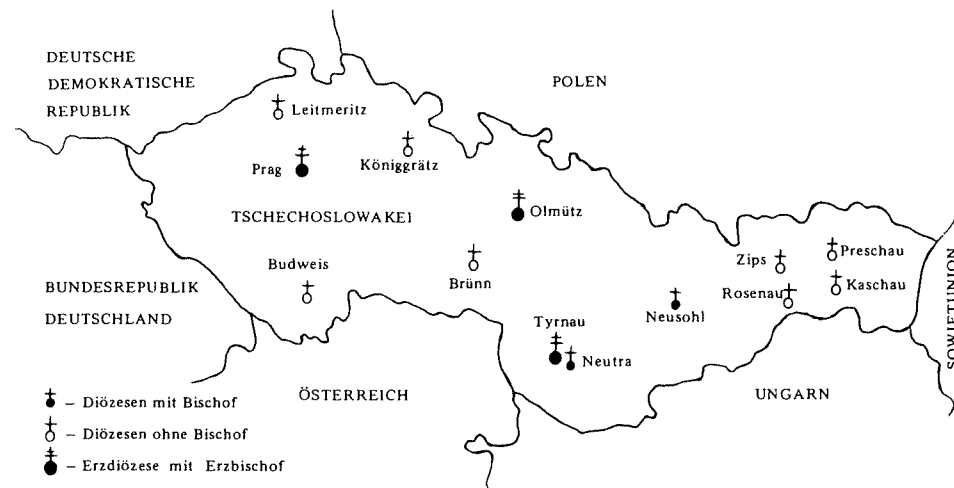 DEUTSCHE
DEMOKRATISCHE
REPUBLIK
POLEN
Leitmeritz
Prag
Königgrätz
Olmütz
TSCHECHOSLOWAKEI
Budweis
Brünn
Zips
Preschau
Rosenau
Kaschau
Neusohl
BUNDESREPUBLIK
DEUTSCHLAND
Tyrnau
Neutra
SOWJETUNION
ÖSTERREICH
UNGARN
– Diözesen mit Bischof
– Diözesen ohne Bischof
– Erzdiözese mit Erzbischof